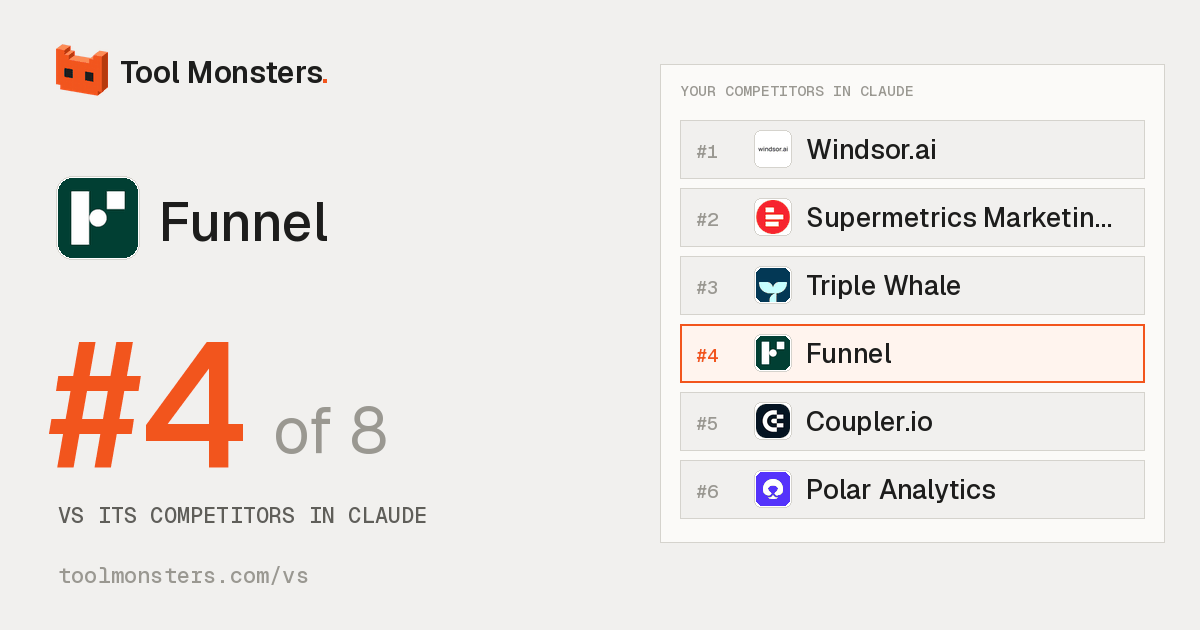 Tool Monsters.
Funnel
#4 of 8
VS ITS COMPETITORS IN CLAUDE
toolmonsters.com/vs
YOUR COMPETITORS IN CLAUDE
#1 windsor.ai Windsor.ai
#2 Supermetrics Marketin...
#3 Triple Whale
#4 Funnel
#5 Coupler.io
#6 Polar Analytics